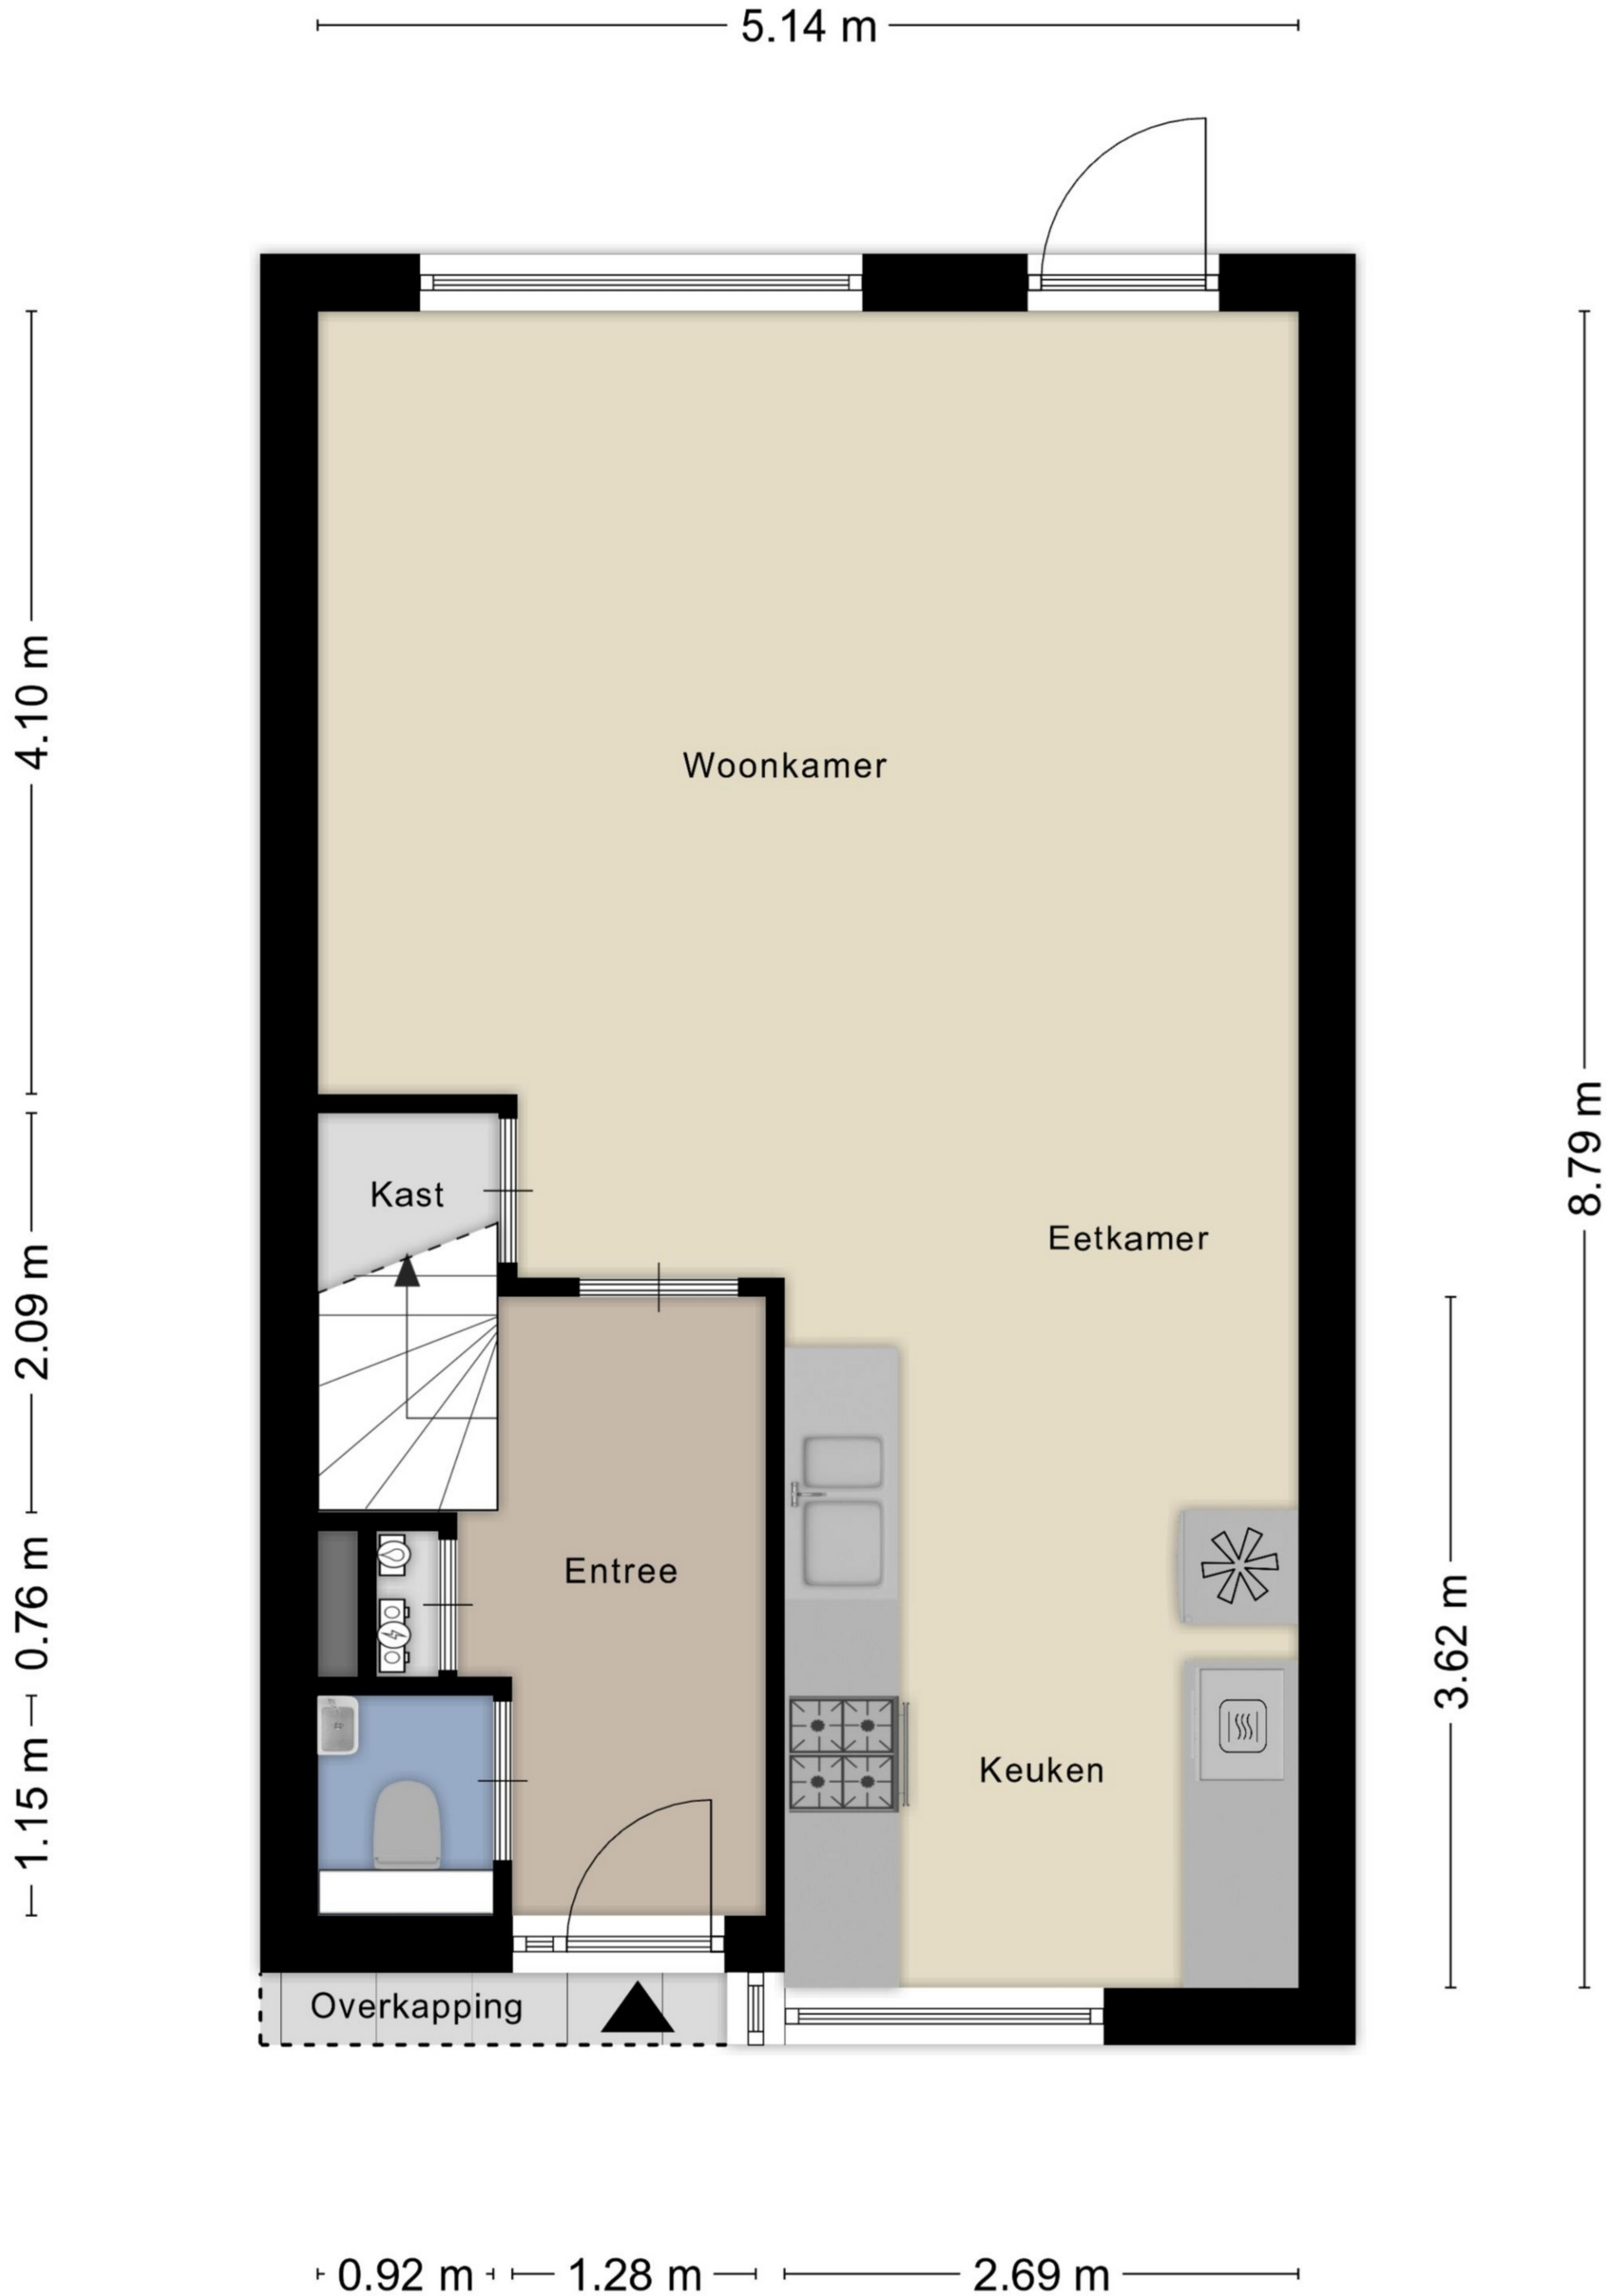 5.14 m
4.10 m
Woonkamer
8.79 m
Kast
Eetkamer
2.09 m
Entree
0.76 m
3.62 m
Keuken
1.15 m
Overkapping
0.92 m
1.28 m
2.69 m